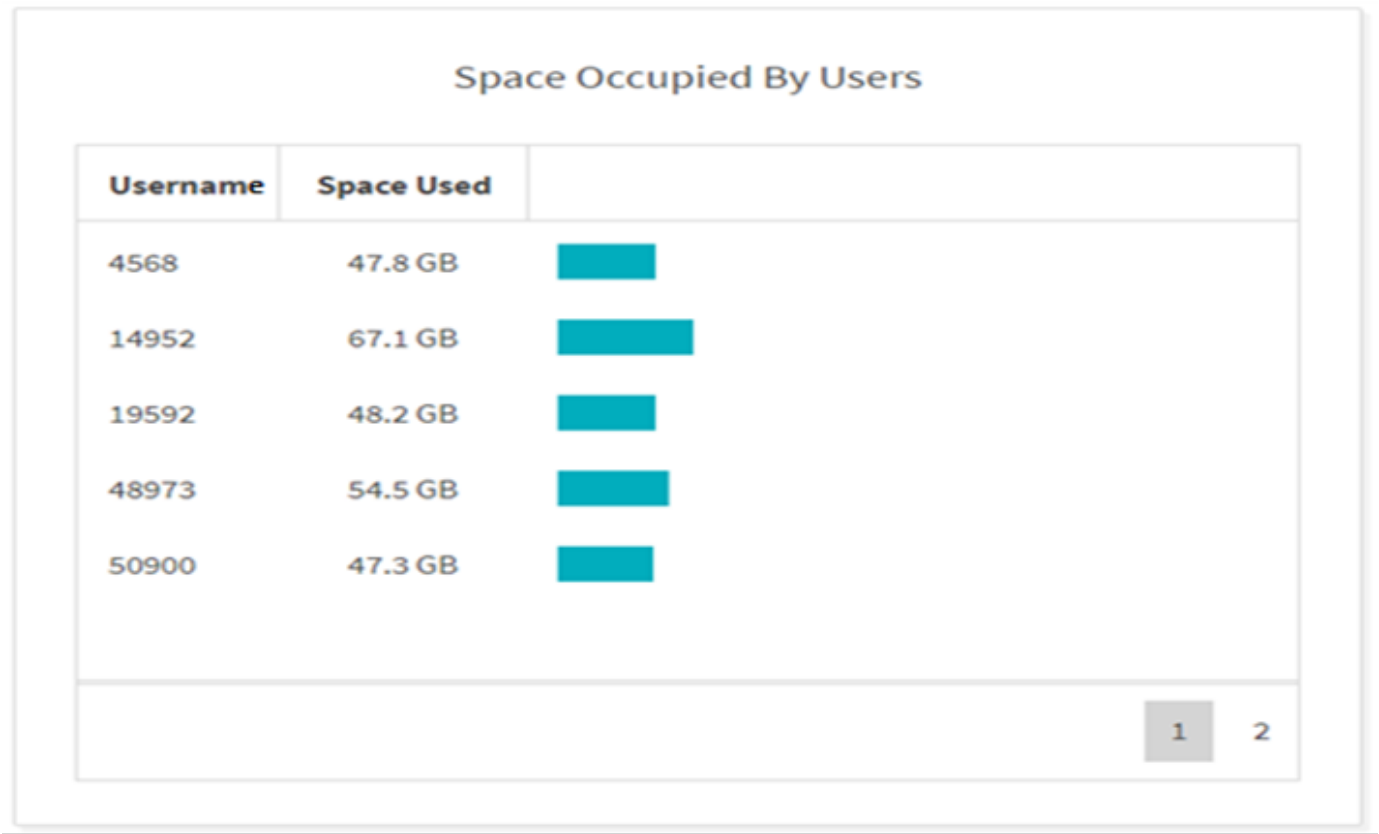 Space Occupied By Users
Username Space Used
4568 47.8 GB
14952 67.1 GB
19592 48.2 GB
48973 54.5 GB
50900 47.3 GB
1 2